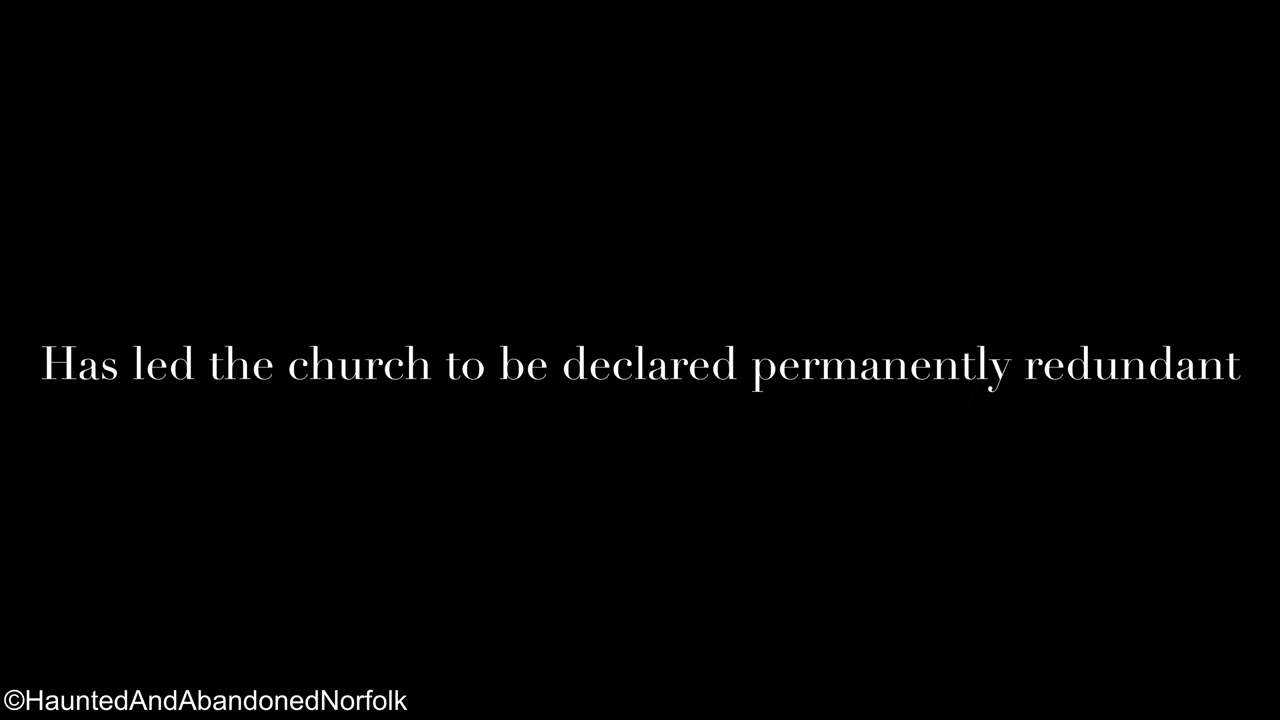 Has led the church to be declared permanently redundant
©HauntedAndAbandonedNorfolk